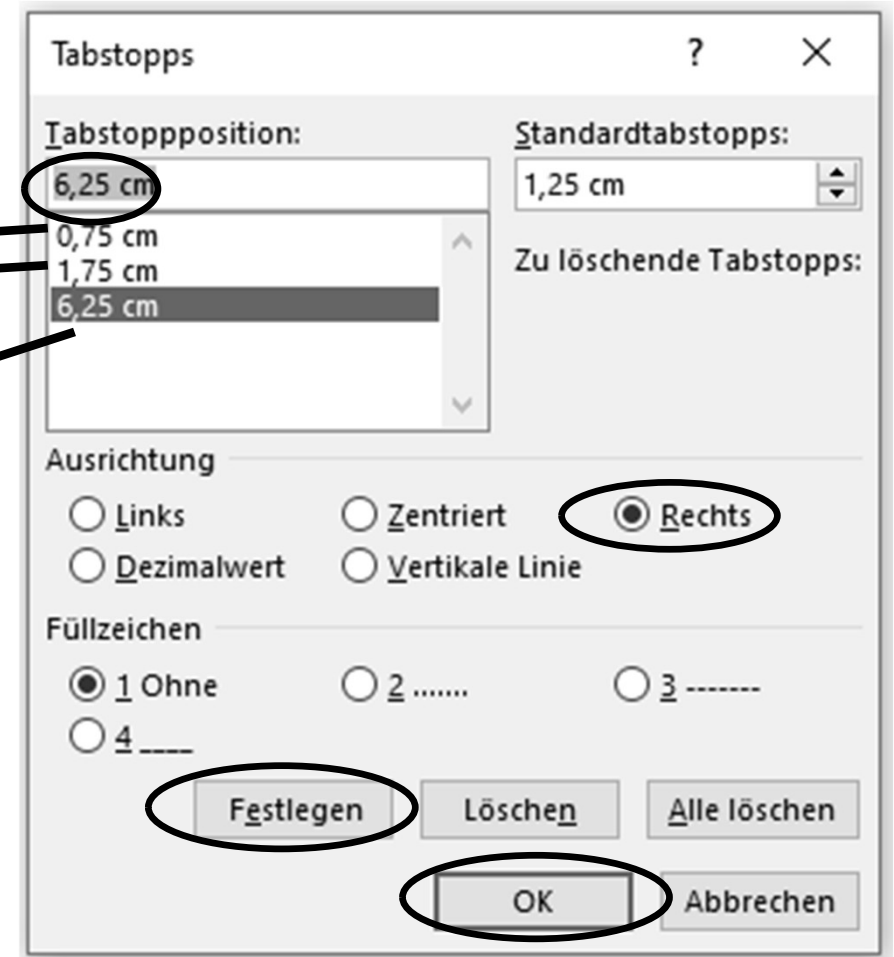 Tabstopps ? ×
Tabstoppposition:
6,25 cm
0,75 cm
1,75 cm
6,25 cm
Standardtabstopps:
1,25 cm
Zu löschende Tabstopps:
Ausrichtung
Links Zentriert Rechts
Dezimalwert Vertikale Linie
Füllzeichen
1 Ohne 2 ....... 3 -------
4 ____
Festlegen Löschen Alle löschen
OK Abbrechen